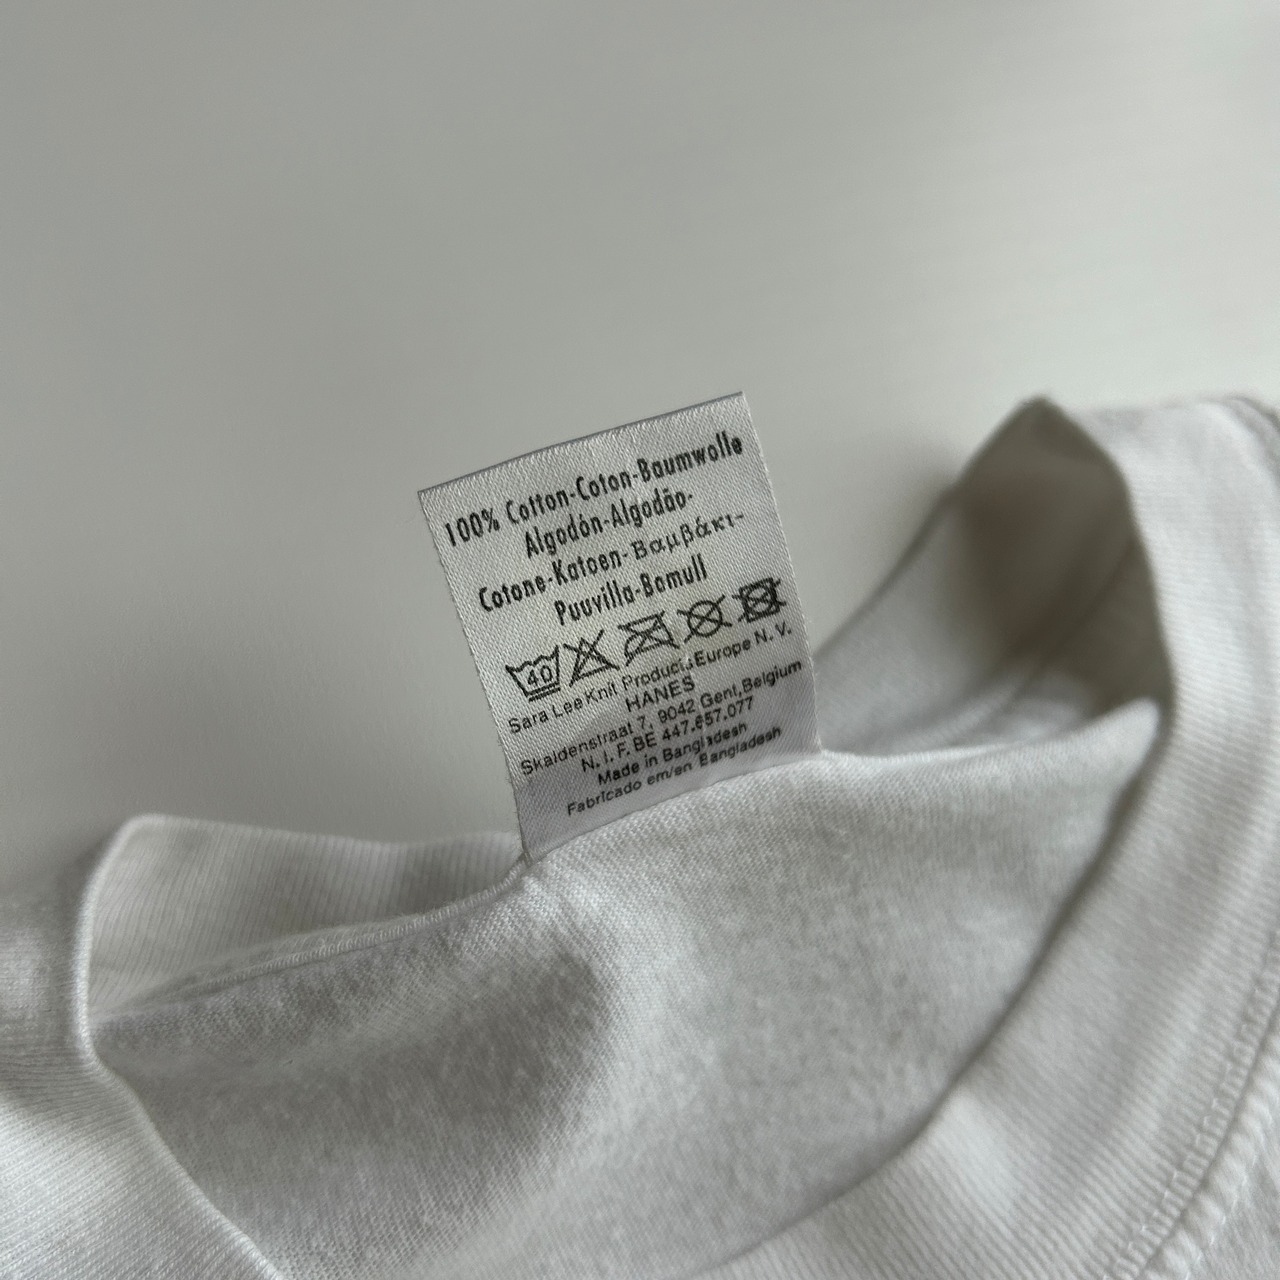 100% Cotton-Coton-Baumwolle
Algodón-Algodão-
Cotone-Katoen-Βαμβάκι-
Puuvilla-Bomull
40
Sara Lee Knit Products Europe N.V.
HANES
Skaldenstraat 7, 9042 Gent, Belgium
N.I.F. BE 447.657.077
Made in Bangladesh
Fabricado em/en Bangladesh